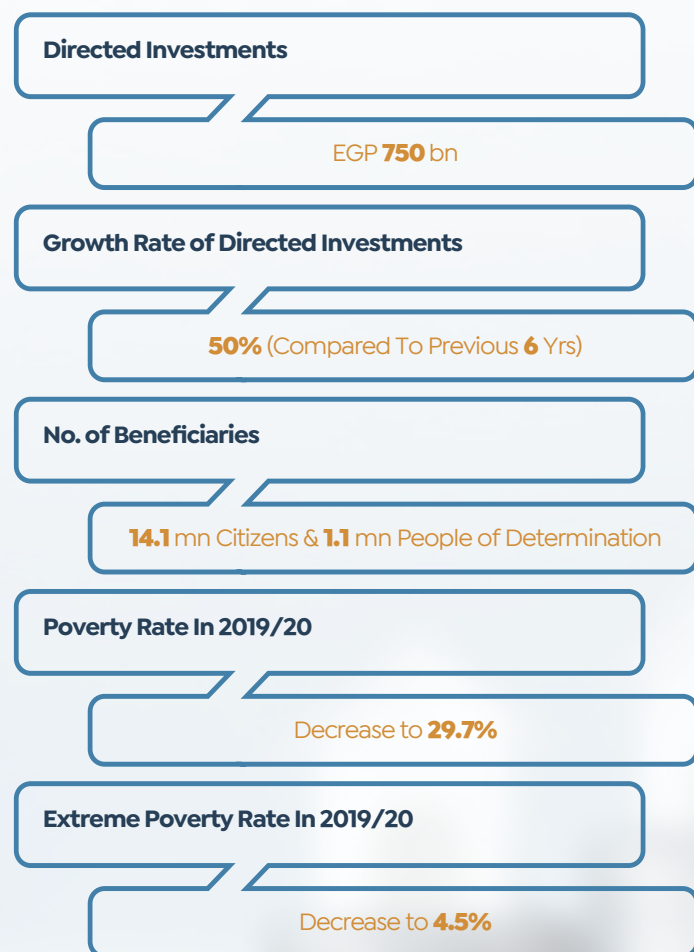 Directed Investments
EGP 750 bn
Growth Rate of Directed Investments
50% (Compared To Previous 6 Yrs)
No. of Beneficiaries
14.1 mn Citizens & 1.1 mn People of Determination
Poverty Rate In 2019/20
Decrease to 29.7%
Extreme Poverty Rate In 2019/20
Decrease to 4.5%